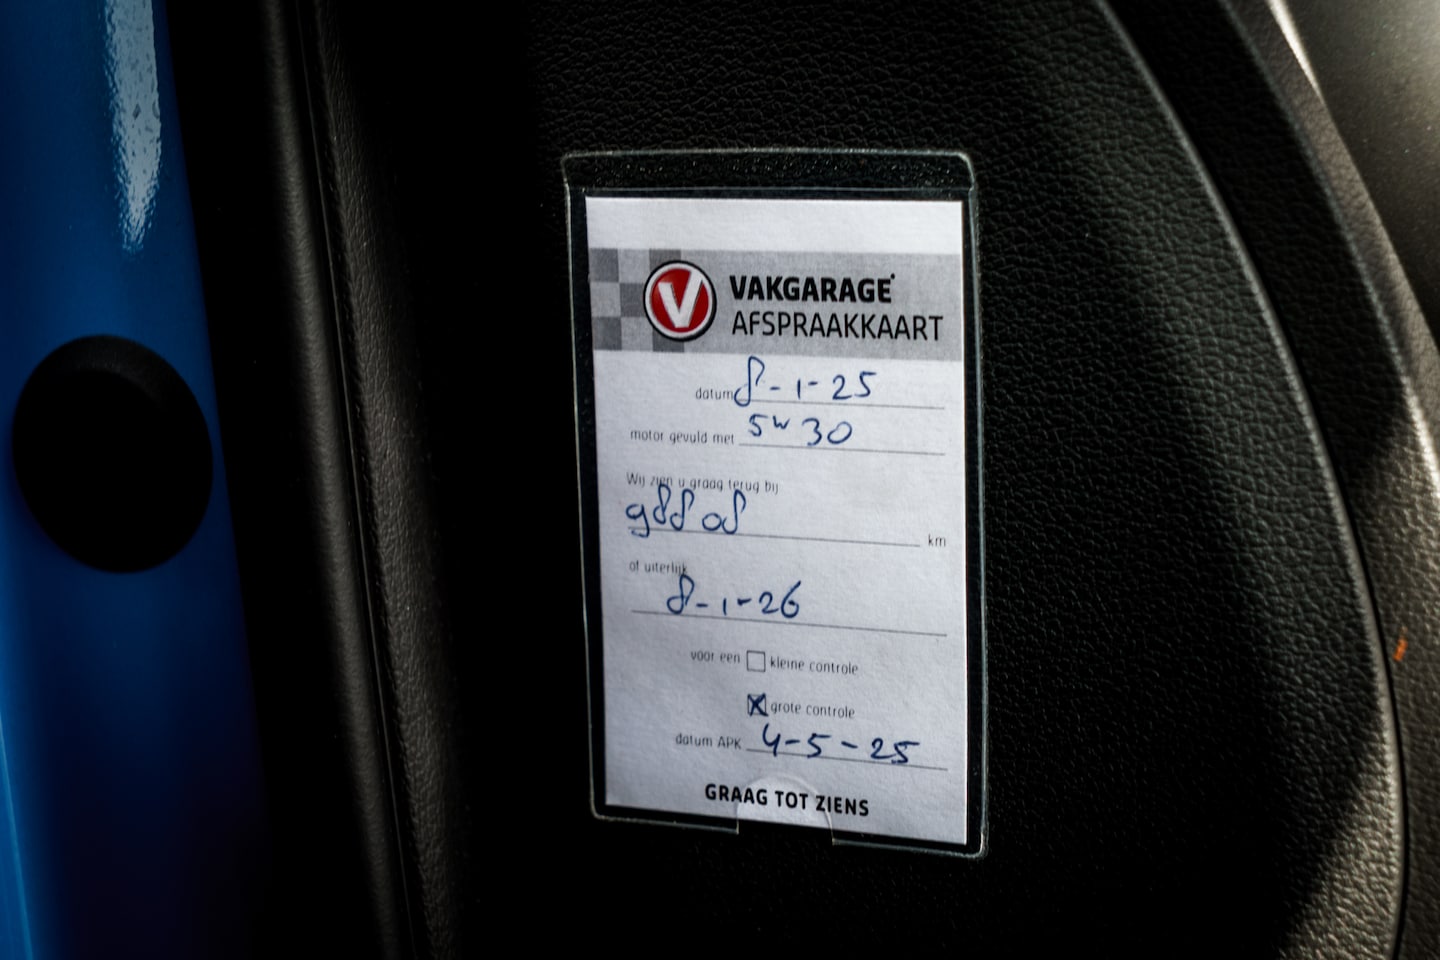 V VAKGARAGE
AFSPRAAKKAART
datum 8-1-25
motor gevuld met 5w30
Wij zien u graag terug bij
98808 km
of uiterlijk
8-1-26
voor een kleine controle
X grote controle
datum APK 4-5-25
GRAAG TOT ZIENS